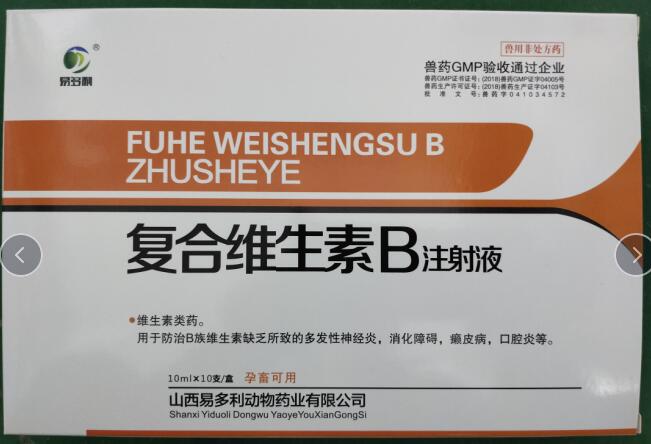 易多利
®
兽用非处方药
兽药GMP验收通过企业
兽药GMP证书证号：(2018)兽药GMP证字04005号
兽药生产许可证号：(2018)兽药生产证字04103号
批 准 文 号：兽药字041034572
FUHE WEISHENGSU B
ZHUSHEYE
复合维生素B注射液
•维生素类药。
用于防治B族维生素缺乏所致的多发性神经炎，消化障碍，癞皮病，口腔炎等。
10ml×10支/盒 孕畜可用
山西易多利动物药业有限公司
Shanxi Yiduoli Dongwu YaoyeYouXianGongSi